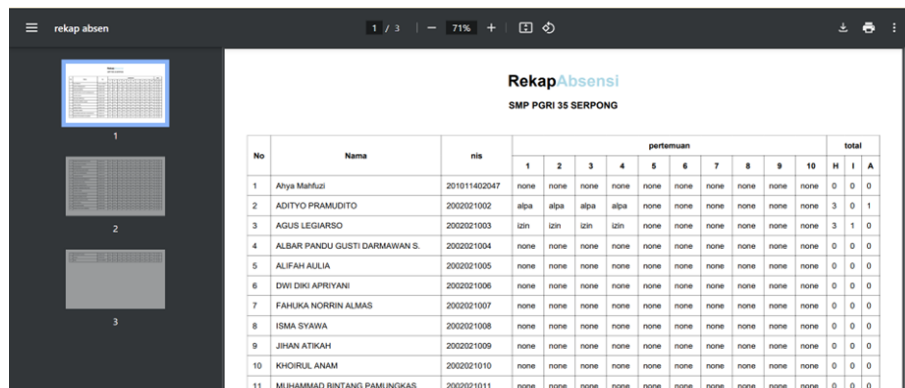 rekap absen
1 / 3 | − 71% +
1
2
3
RekapAbsensi
SMP PGRI 35 SERPONG
No Nama nis pertemuan total
1 2 3 4 5 6 7 8 9 10 H I A
1 Ahya Mahfuzi 201011402047 none none none none none none none none none none 0 0 0
2 ADITYO PRAMUDITO 2002021002 alpa alpa alpa alpa none none none none none none 3 0 1
3 AGUS LEGIARSO 2002021003 izin izin izin izin none none none none none none 3 1 0
4 ALBAR PANDU GUSTI DARMAWAN S. 2002021004 none none none none none none none none none none 0 0 0
5 ALIFAH AULIA 2002021005 none none none none none none none none none none 0 0 0
6 DWI DIKI APRIYANI 2002021006 none none none none none none none none none none 0 0 0
7 FAHUKA NORRIN ALMAS 2002021007 none none none none none none none none none none 0 0 0
8 ISMA SYAWA 2002021008 none none none none none none none none none none 0 0 0
9 JIHAN ATIKAH 2002021009 none none none none none none none none none none 0 0 0
10 KHOIRUL ANAM 2002021010 none none none none none none none none none none 0 0 0
11 MUHAMMAD BINTANG PAMUNGKAS 2002021011 none none none none none none none none none none 0 0 0